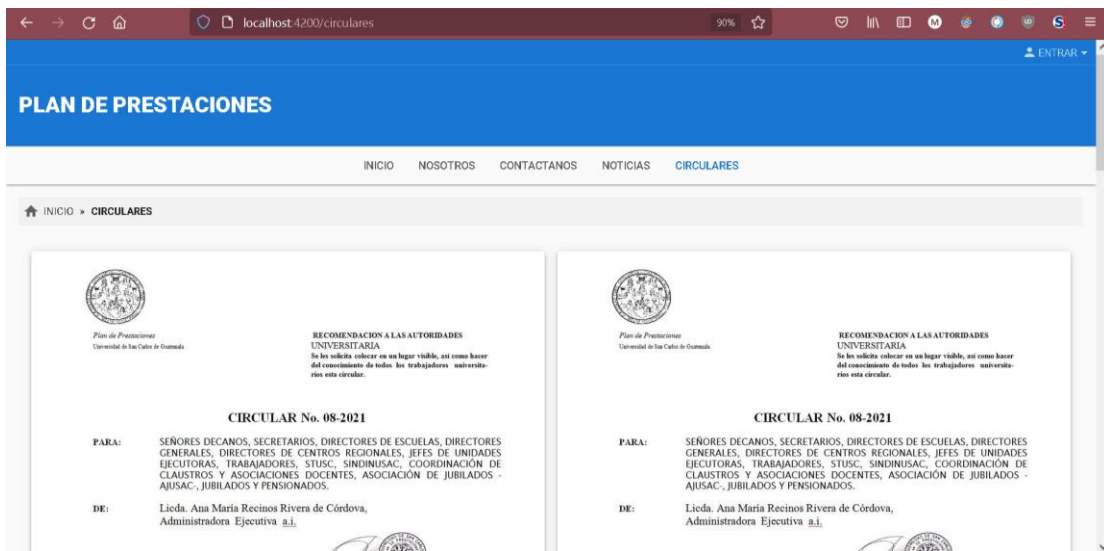 localhost:4200/circulares
90%
ENTRAR
PLAN DE PRESTACIONES
INICIO NOSOTROS CONTACTANOS NOTICIAS CIRCULARES
INICIO » CIRCULARES
Plan de Prestaciones
Universidad de San Carlos de Guatemala
RECOMENDACION A LAS AUTORIDADES
UNIVERSITARIA
Se les solicita colocar en un lugar visible, así como hacer
del conocimiento de todos los trabajadores universita-
rios esta circular.
CIRCULAR No. 08-2021
PARA: SEÑORES DECANOS, SECRETARIOS, DIRECTORES DE ESCUELAS, DIRECTORES
GENERALES, DIRECTORES DE CENTROS REGIONALES, JEFES DE UNIDADES
EJECUTORAS, TRABAJADORES, STUSC, SINDINUSAC, COORDINACIÓN DE
CLAUSTROS Y ASOCIACIONES DOCENTES, ASOCIACIÓN DE JUBILADOS -
AJUSAC-, JUBILADOS Y PENSIONADOS.
DE: Licda. Ana María Recinos Rivera de Córdova,
Administradora Ejecutiva a.i.
Plan de Prestaciones
Universidad de San Carlos de Guatemala
RECOMENDACION A LAS AUTORIDADES
UNIVERSITARIA
Se les solicita colocar en un lugar visible, así como hacer
del conocimiento de todos los trabajadores universita-
rios esta circular.
CIRCULAR No. 08-2021
PARA: SEÑORES DECANOS, SECRETARIOS, DIRECTORES DE ESCUELAS, DIRECTORES
GENERALES, DIRECTORES DE CENTROS REGIONALES, JEFES DE UNIDADES
EJECUTORAS, TRABAJADORES, STUSC, SINDINUSAC, COORDINACIÓN DE
CLAUSTROS Y ASOCIACIONES DOCENTES, ASOCIACIÓN DE JUBILADOS -
AJUSAC-, JUBILADOS Y PENSIONADOS.
DE: Licda. Ana María Recinos Rivera de Córdova,
Administradora Ejecutiva a.i.